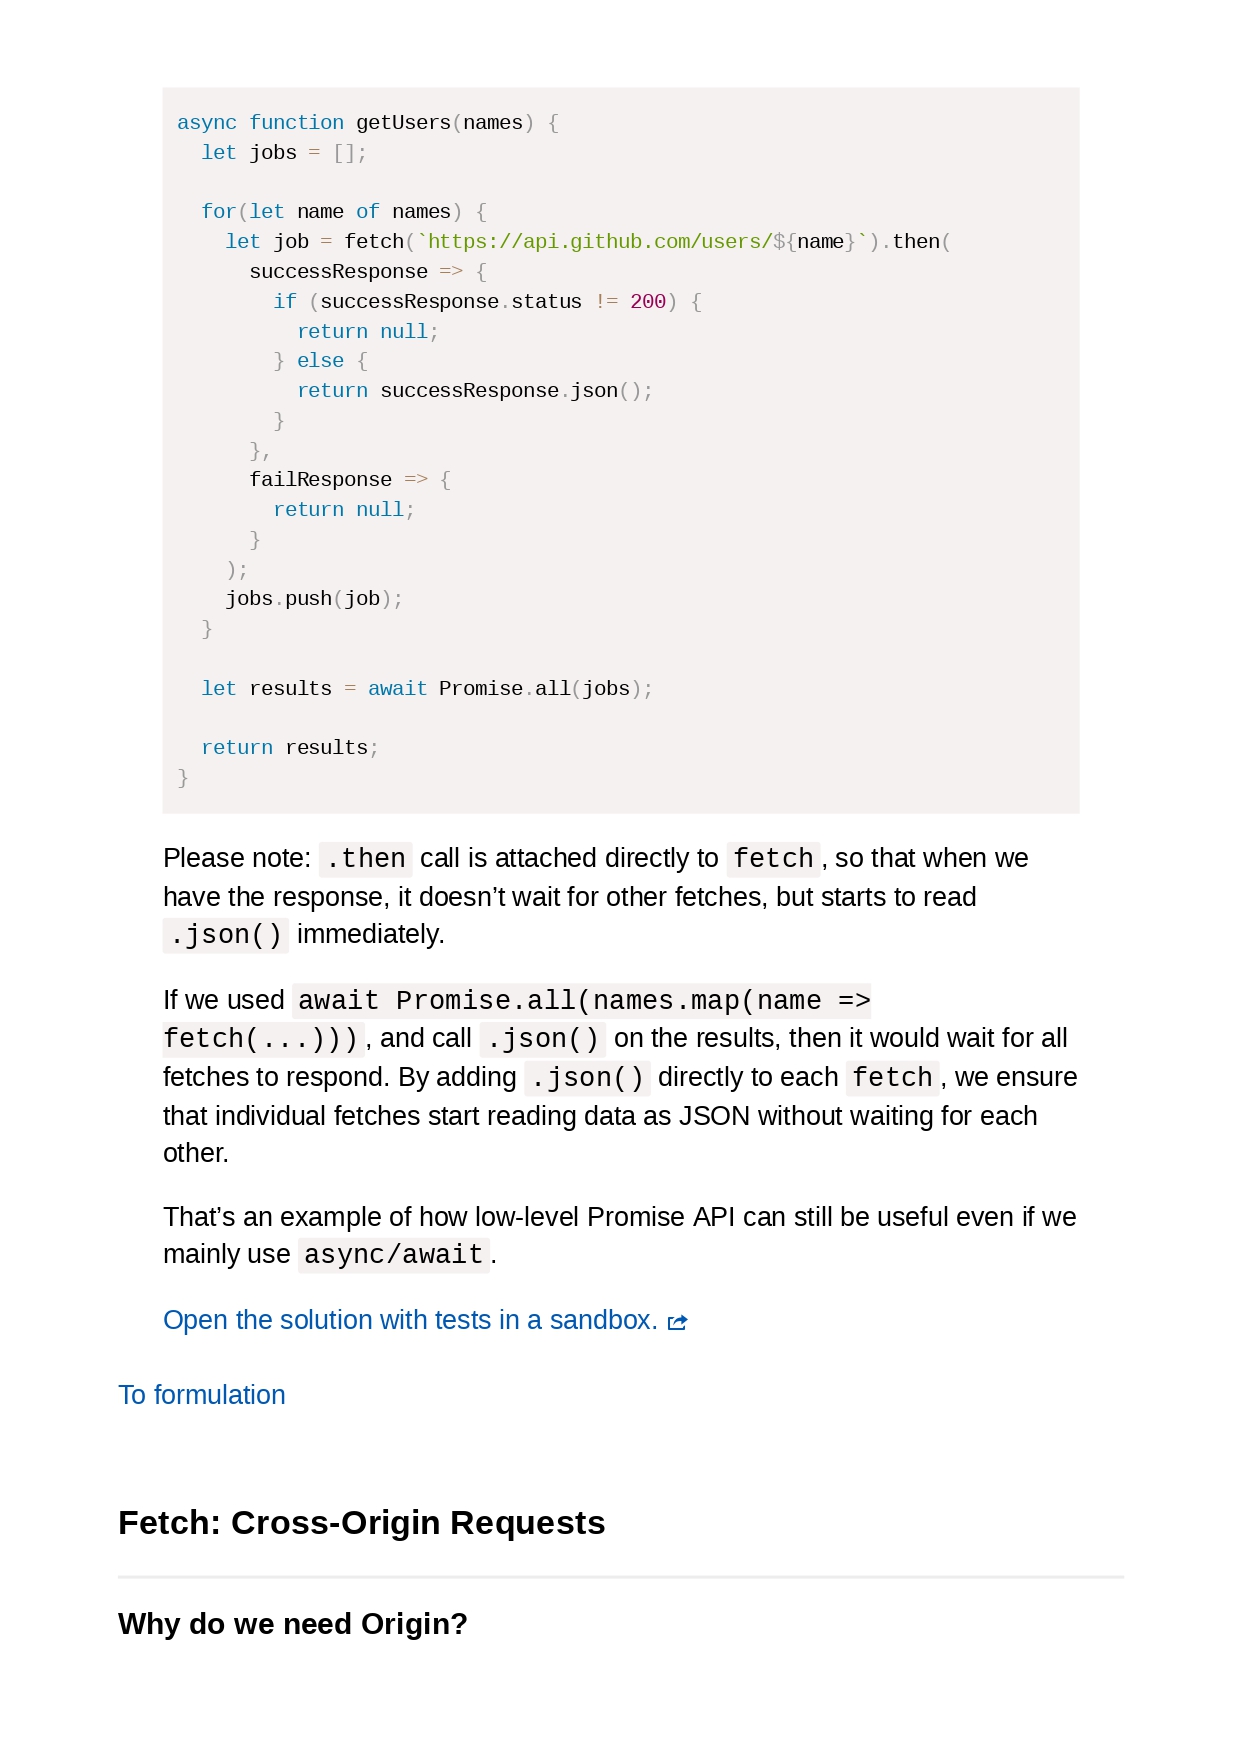 async function getUsers(names) {
  let jobs = [];

  for(let name of names) {
    let job = fetch(`https://api.github.com/users/${name}`).then(
      successResponse => {
        if (successResponse.status != 200) {
          return null;
        } else {
          return successResponse.json();
        }
      },
      failResponse => {
        return null;
      }
    );
    jobs.push(job);
  }

  let results = await Promise.all(jobs);

  return results;
}
Please note: .then call is attached directly to fetch, so that when we
have the response, it doesn’t wait for other fetches, but starts to read
.json() immediately.
If we used await Promise.all(names.map(name =>
fetch(...))), and call .json() on the results, then it would wait for all
fetches to respond. By adding .json() directly to each fetch, we ensure
that individual fetches start reading data as JSON without waiting for each
other.
That’s an example of how low-level Promise API can still be useful even if we
mainly use async/await.
Open the solution with tests in a sandbox.
To formulation
Fetch: Cross-Origin Requests
Why do we need Origin?